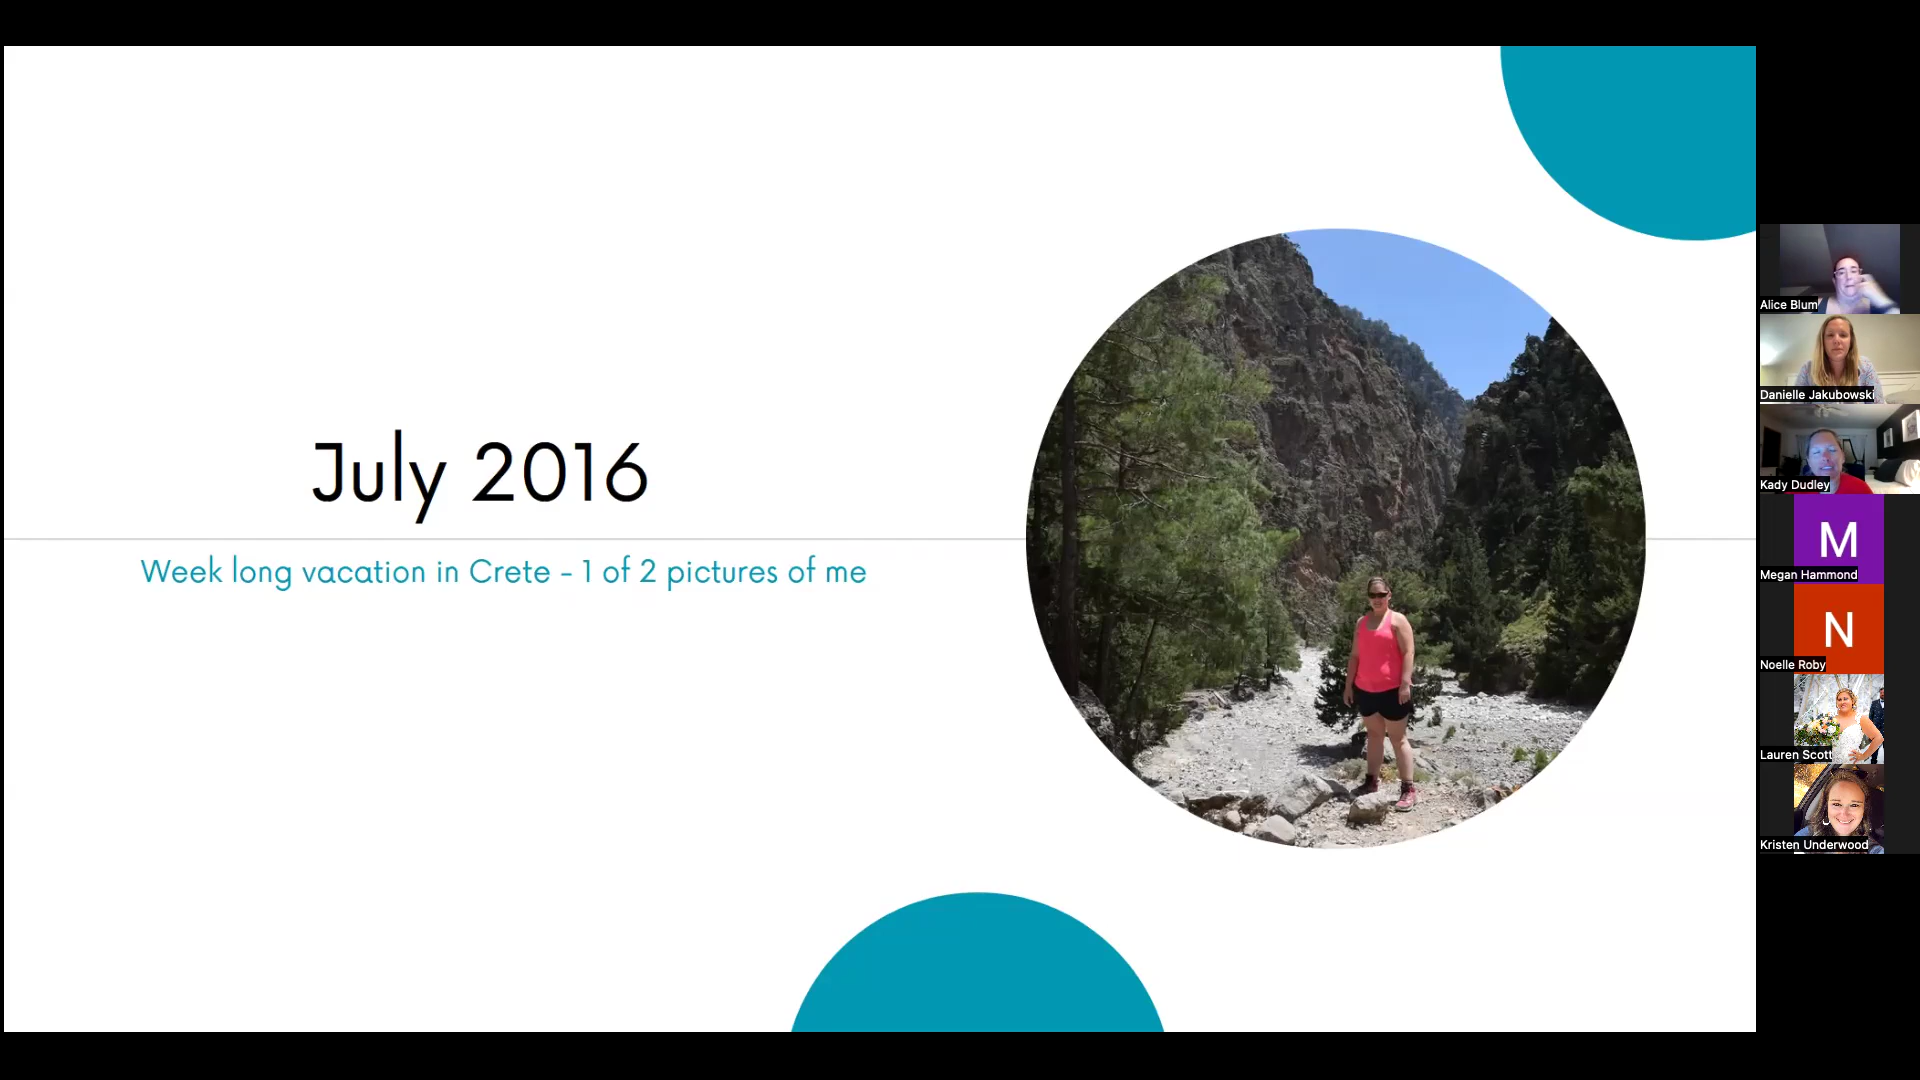 July 2016
Week long vacation in Crete - 1 of 2 pictures of me
Alice Blum
Danielle Jakubowski
Kady Dudley
M
Megan Hammond
N
Noelle Roby
Lauren Scott
Kristen Underwood